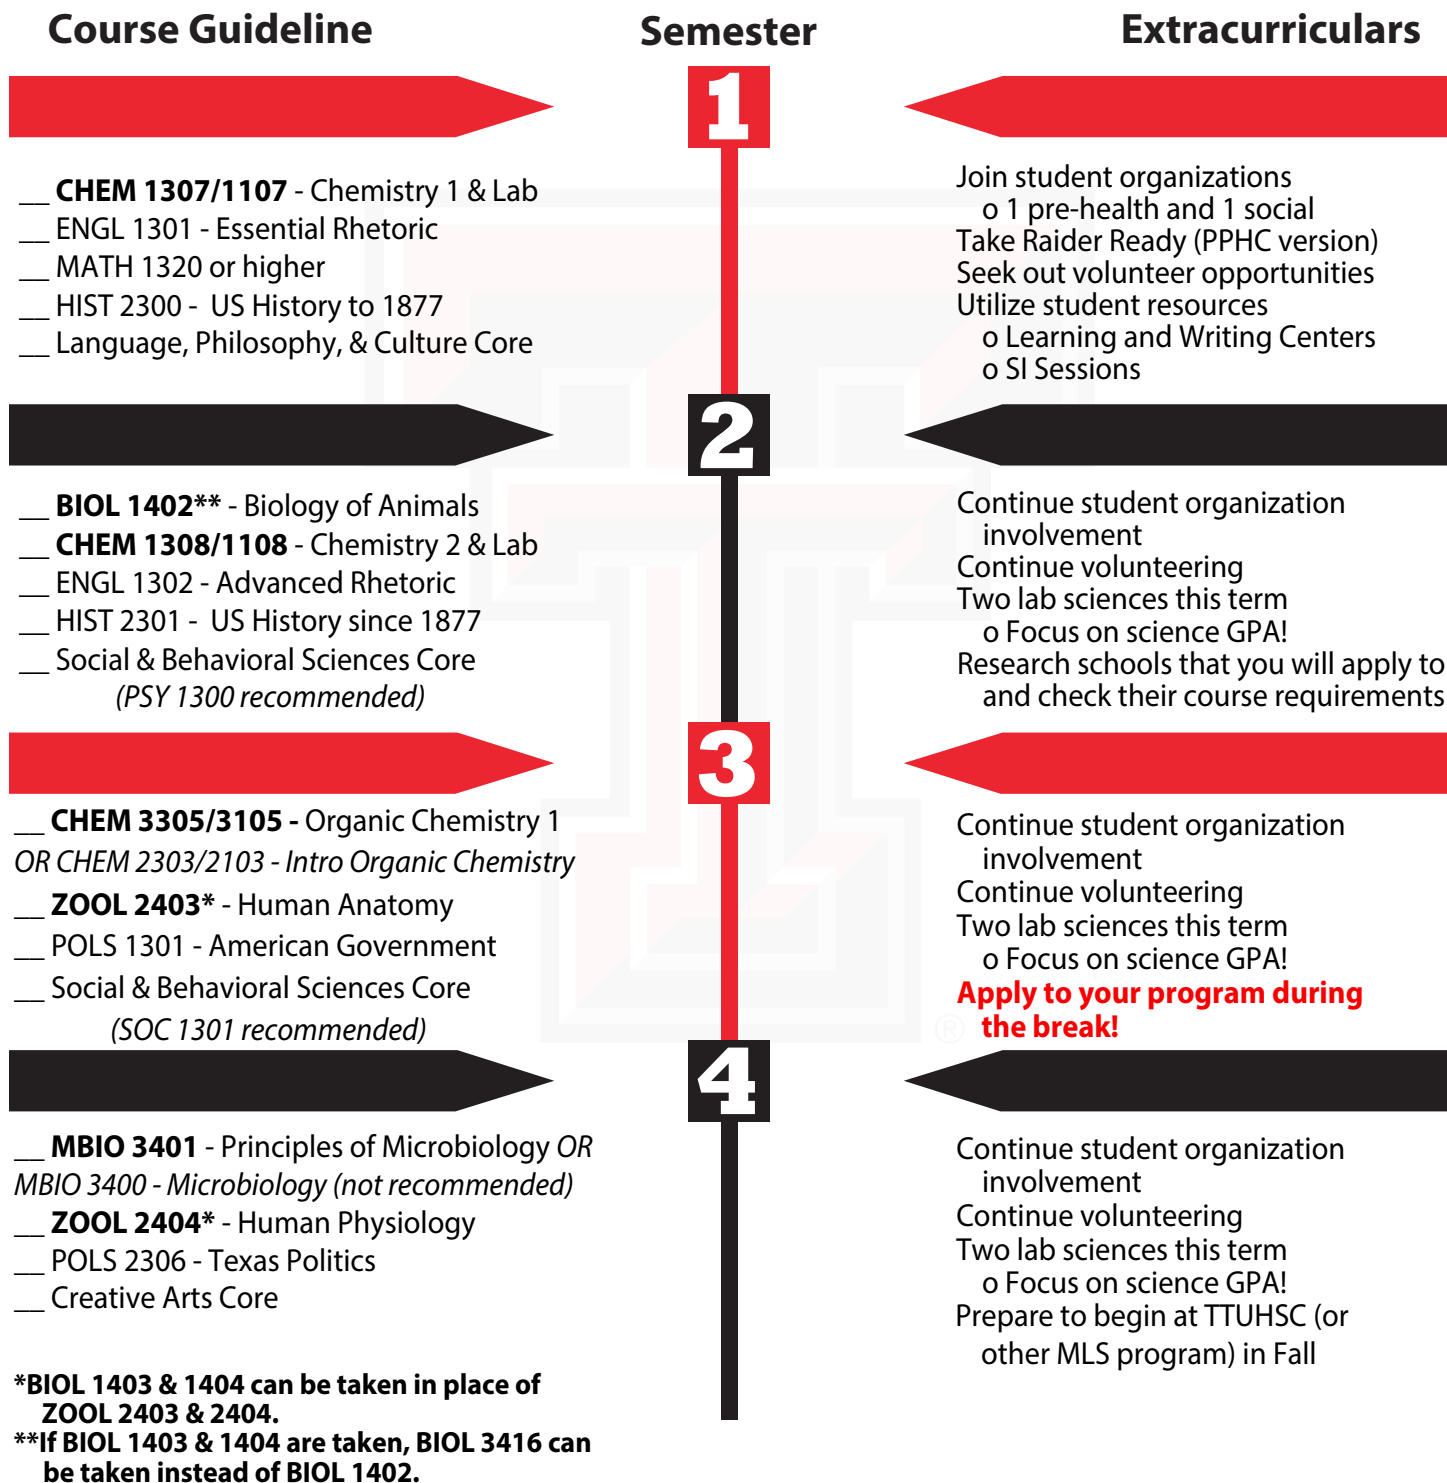 Course Guideline
Semester
Extracurriculars
1
__ CHEM 1307/1107 - Chemistry 1 & Lab
__ ENGL 1301 - Essential Rhetoric
__ MATH 1320 or higher
__ HIST 2300 - US History to 1877
__ Language, Philosophy, & Culture Core
Join student organizations
o 1 pre-health and 1 social
Take Raider Ready (PPHC version)
Seek out volunteer opportunities
Utilize student resources
o Learning and Writing Centers
o SI Sessions
2
__ BIOL 1402** - Biology of Animals
__ CHEM 1308/1108 - Chemistry 2 & Lab
__ ENGL 1302 - Advanced Rhetoric
__ HIST 2301 - US History since 1877
__ Social & Behavioral Sciences Core
(PSY 1300 recommended)
Continue student organization
involvement
Continue volunteering
Two lab sciences this term
o Focus on science GPA!
Research schools that you will apply to
and check their course requirements
3
__ CHEM 3305/3105 - Organic Chemistry 1
OR CHEM 2303/2103 - Intro Organic Chemistry
__ ZOOL 2403* - Human Anatomy
__ POLS 1301 - American Government
__ Social & Behavioral Sciences Core
(SOC 1301 recommended)
Continue student organization
involvement
Continue volunteering
Two lab sciences this term
o Focus on science GPA!
Apply to your program during
the break!
®
4
__ MBIO 3401 - Principles of Microbiology OR
MBIO 3400 - Microbiology (not recommended)
__ ZOOL 2404* - Human Physiology
__ POLS 2306 - Texas Politics
__ Creative Arts Core
Continue student organization
involvement
Continue volunteering
Two lab sciences this term
o Focus on science GPA!
Prepare to begin at TTUHSC (or
other MLS program) in Fall
*BIOL 1403 & 1404 can be taken in place of
ZOOL 2403 & 2404.
**If BIOL 1403 & 1404 are taken, BIOL 3416 can
be taken instead of BIOL 1402.